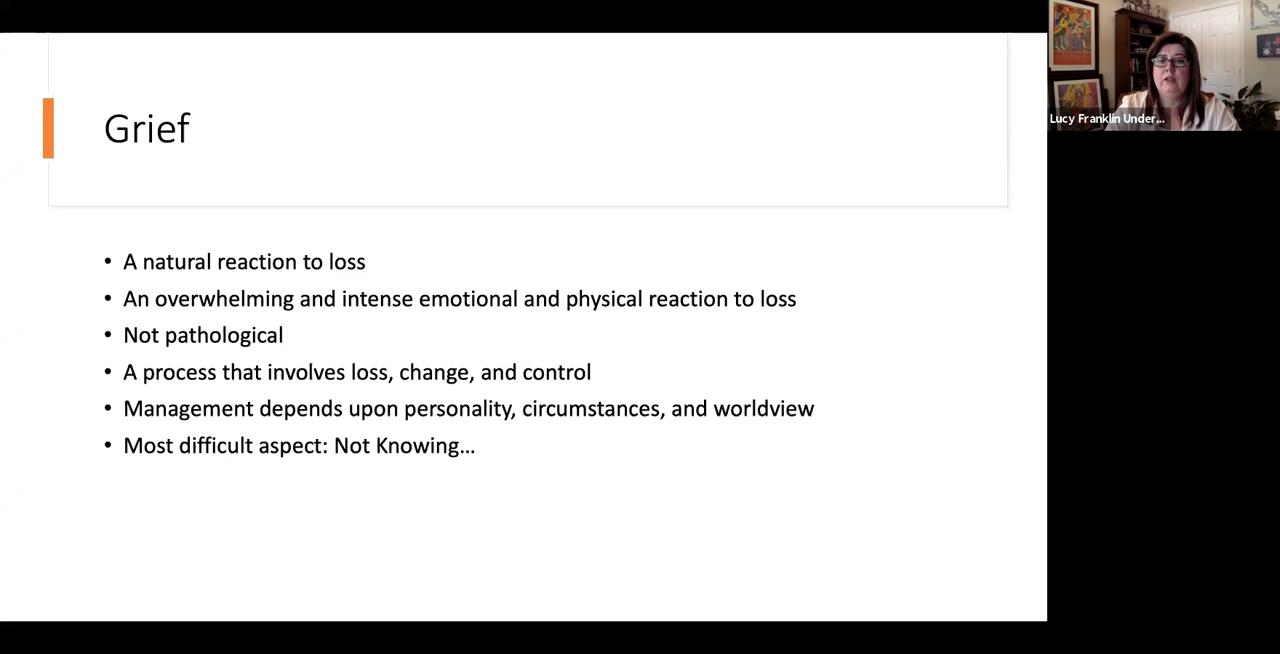 Grief
• A natural reaction to loss
• An overwhelming and intense emotional and physical reaction to loss
• Not pathological
• A process that involves loss, change, and control
• Management depends upon personality, circumstances, and worldview
• Most difficult aspect: Not Knowing...
Lucy Franklin Under...